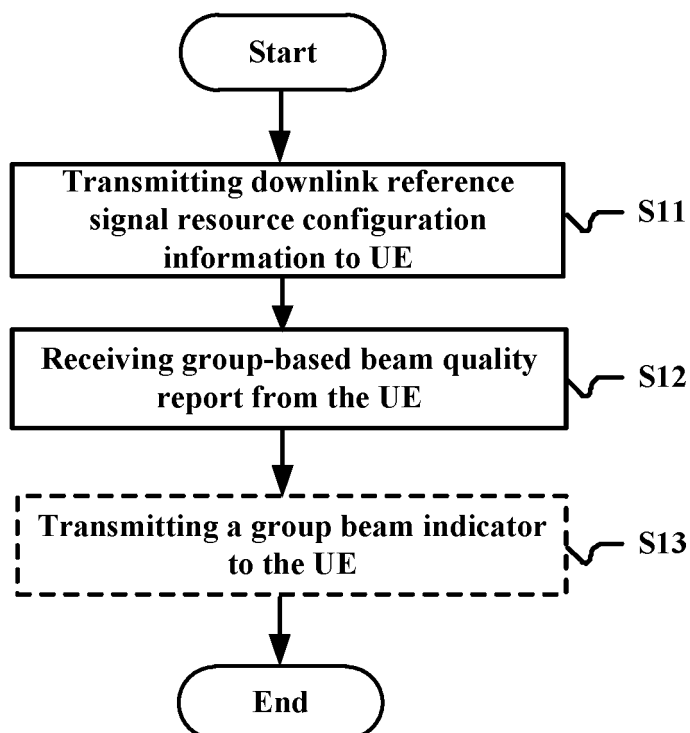 Start
Transmitting downlink reference
signal resource configuration
information to UE
S11
Receiving group-based beam quality
report from the UE
S12
Transmitting a group beam indicator
to the UE
S13
End